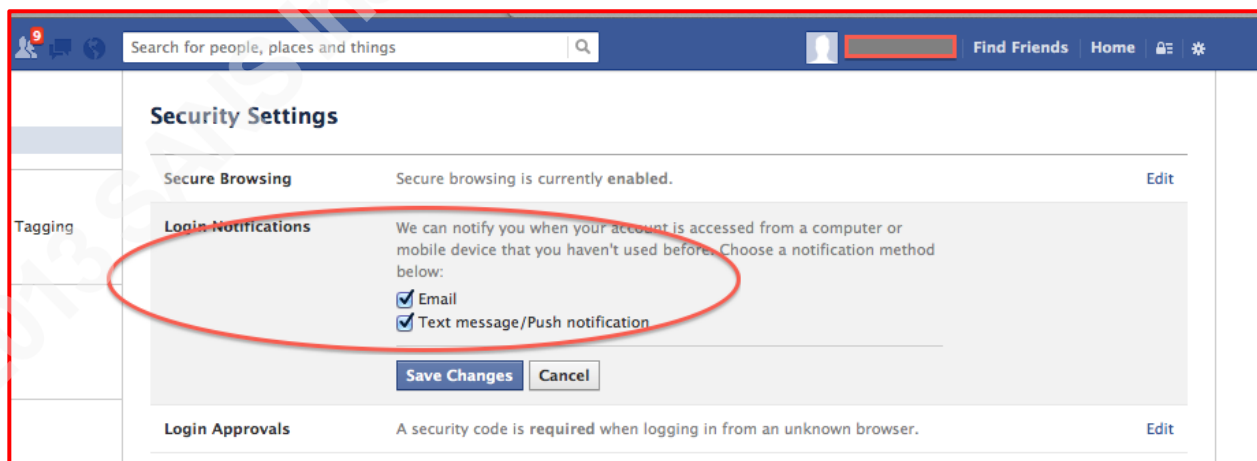 9
Search for people, places and things
Find Friends
Home
Security Settings
Secure Browsing
Secure browsing is currently enabled.
Edit
Tagging
Login Notifications
We can notify you when your account is accessed from a computer or
mobile device that you haven't used before. Choose a notification method
below:
Email
Text message/Push notification
Save Changes
Cancel
Login Approvals
A security code is required when logging in from an unknown browser.
Edit
013 SANS In